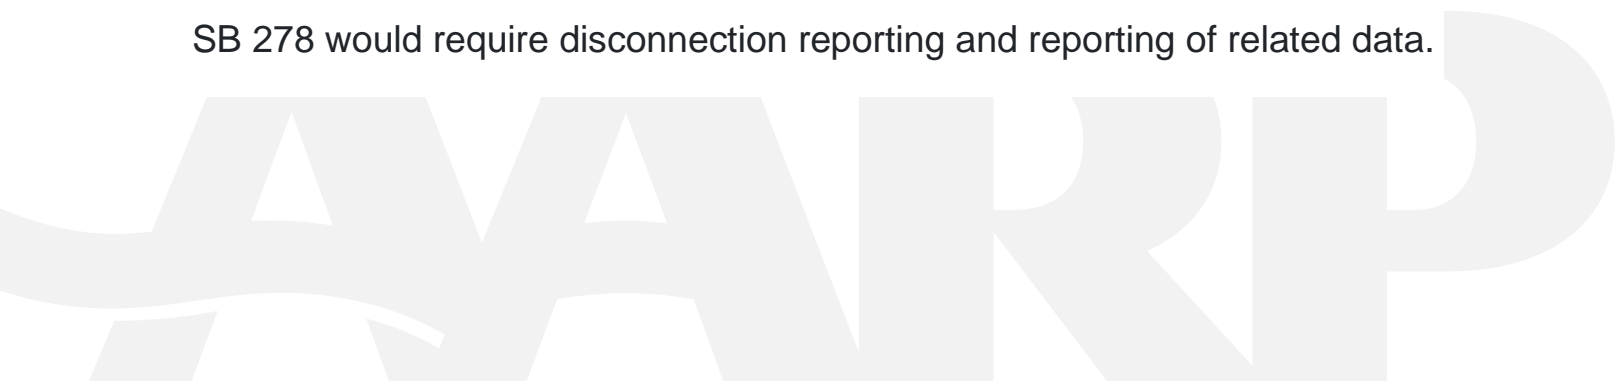 SB 278 would require disconnection reporting and reporting of related data.
AARP